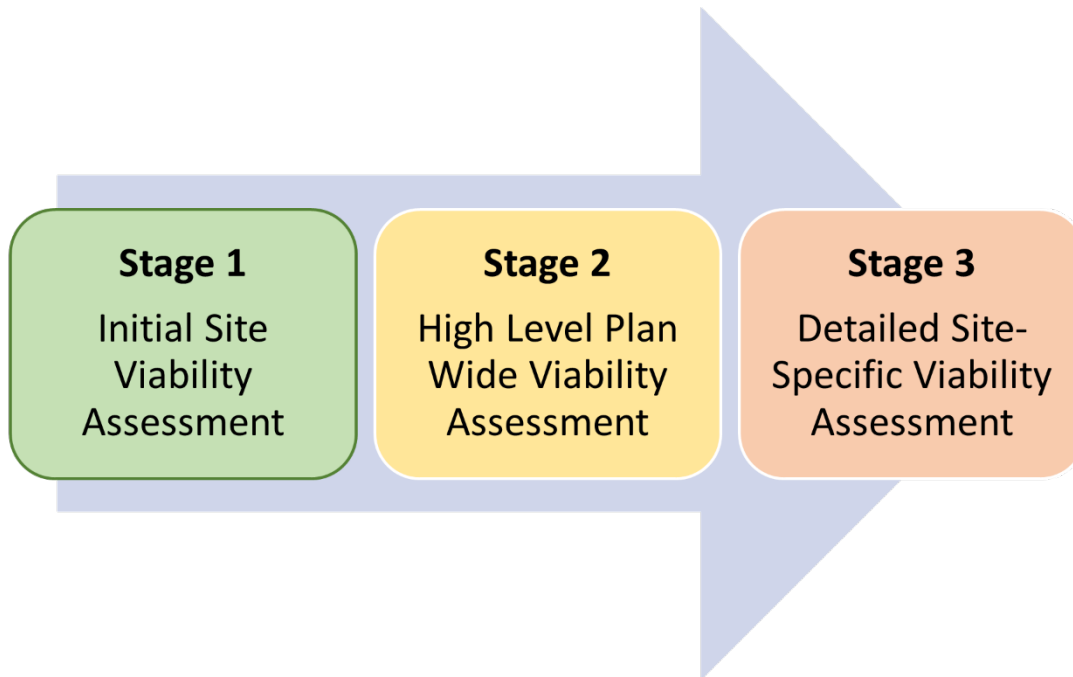 Stage 1
Initial Site
Viability
Assessment
Stage 2
High Level Plan
Wide Viability
Assessment
Stage 3
Detailed Site-
Specific Viability
Assessment